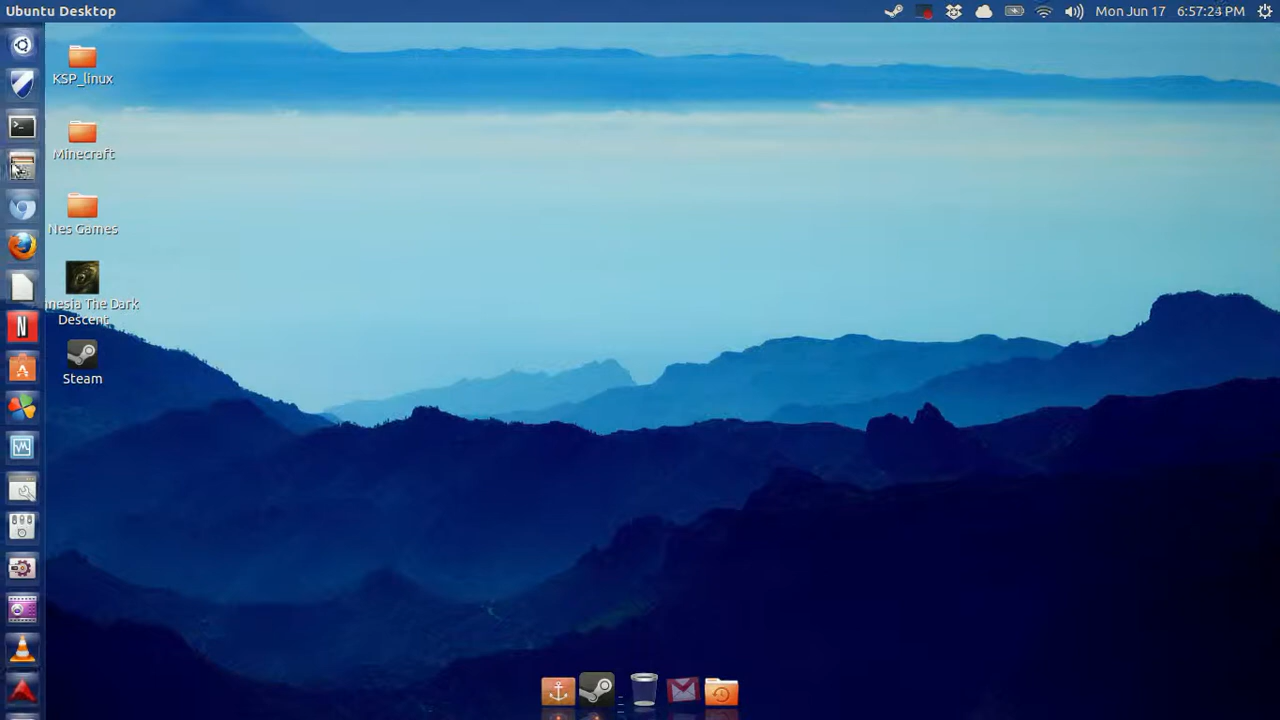 Ubuntu Desktop
Mon Jun 17
6:57:24 PM
KSP_linux
Minecraft
Nes Games
nesia The Dark
Descent
Steam